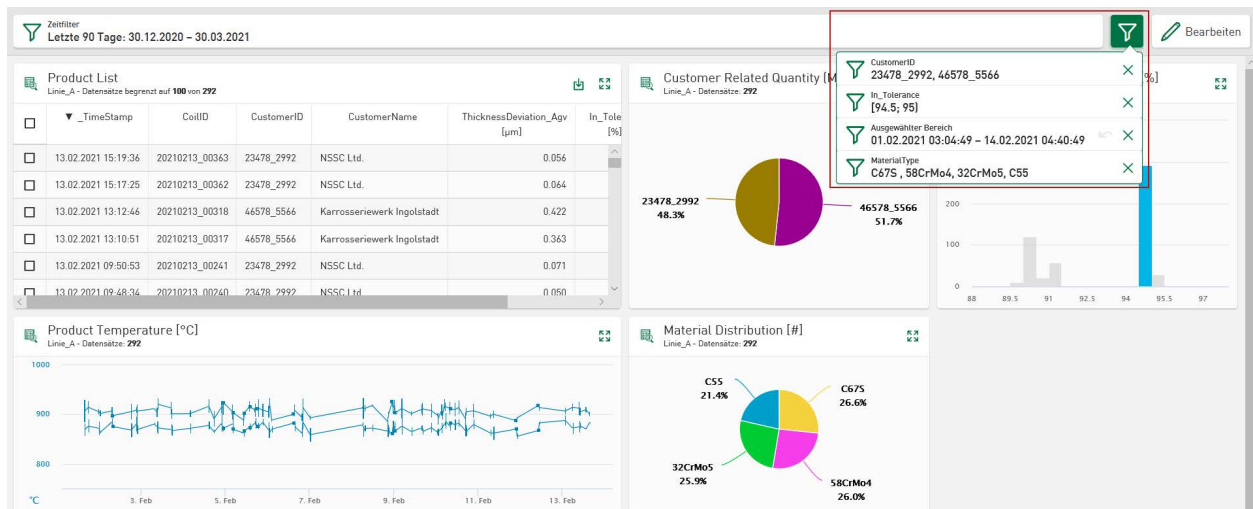 Zeitfilter
Letzte 90 Tage: 30.12.2020 – 30.03.2021
Bearbeiten
CustomerID
23478_2992, 46578_5566
In_Tolerance
[94.5; 95)
Ausgewählter Bereich
01.02.2021 03:04:49 – 14.02.2021 04:40:49
MaterialType
C67S , 58CrMo4, 32CrMo5, C55
Product List
Linie_A - Datensätze begrenzt auf 100 von 292
▼ _TimeStamp CoilID CustomerID CustomerName ThicknessDeviation_Agv In_Tole
[µm] [%]
13.02.2021 15:19:36 20210213_00363 23478_2992 NSSC Ltd. 0.056
13.02.2021 15:17:25 20210213_00362 23478_2992 NSSC Ltd. 0.064
13.02.2021 13:12:46 20210213_00318 46578_5566 Karrosseriewerk Ingolstadt 0.422
13.02.2021 13:10:51 20210213_00317 46578_5566 Karrosseriewerk Ingolstadt 0.363
13.02.2021 09:50:53 20210213_00241 23478_2992 NSSC Ltd. 0.071
13.02.2021 09:48:34 20210213_00240 23478_2992 NSSC Ltd. 0.050
Customer Related Quantity [M
Linie_A - Datensätze: 292
23478_2992
48.3%
46578_5566
51.7%
%]
200
100
0
88 89.5 91 92.5 94 95.5 97
Product Temperature [°C]
Linie_A - Datensätze: 292
1000
900
800
°C 3. Feb 5. Feb 7. Feb 9. Feb 11. Feb 13. Feb
Material Distribution [#]
Linie_A - Datensätze: 292
C55
21.4%
C67S
26.6%
32CrMo5
25.9%
58CrMo4
26.0%